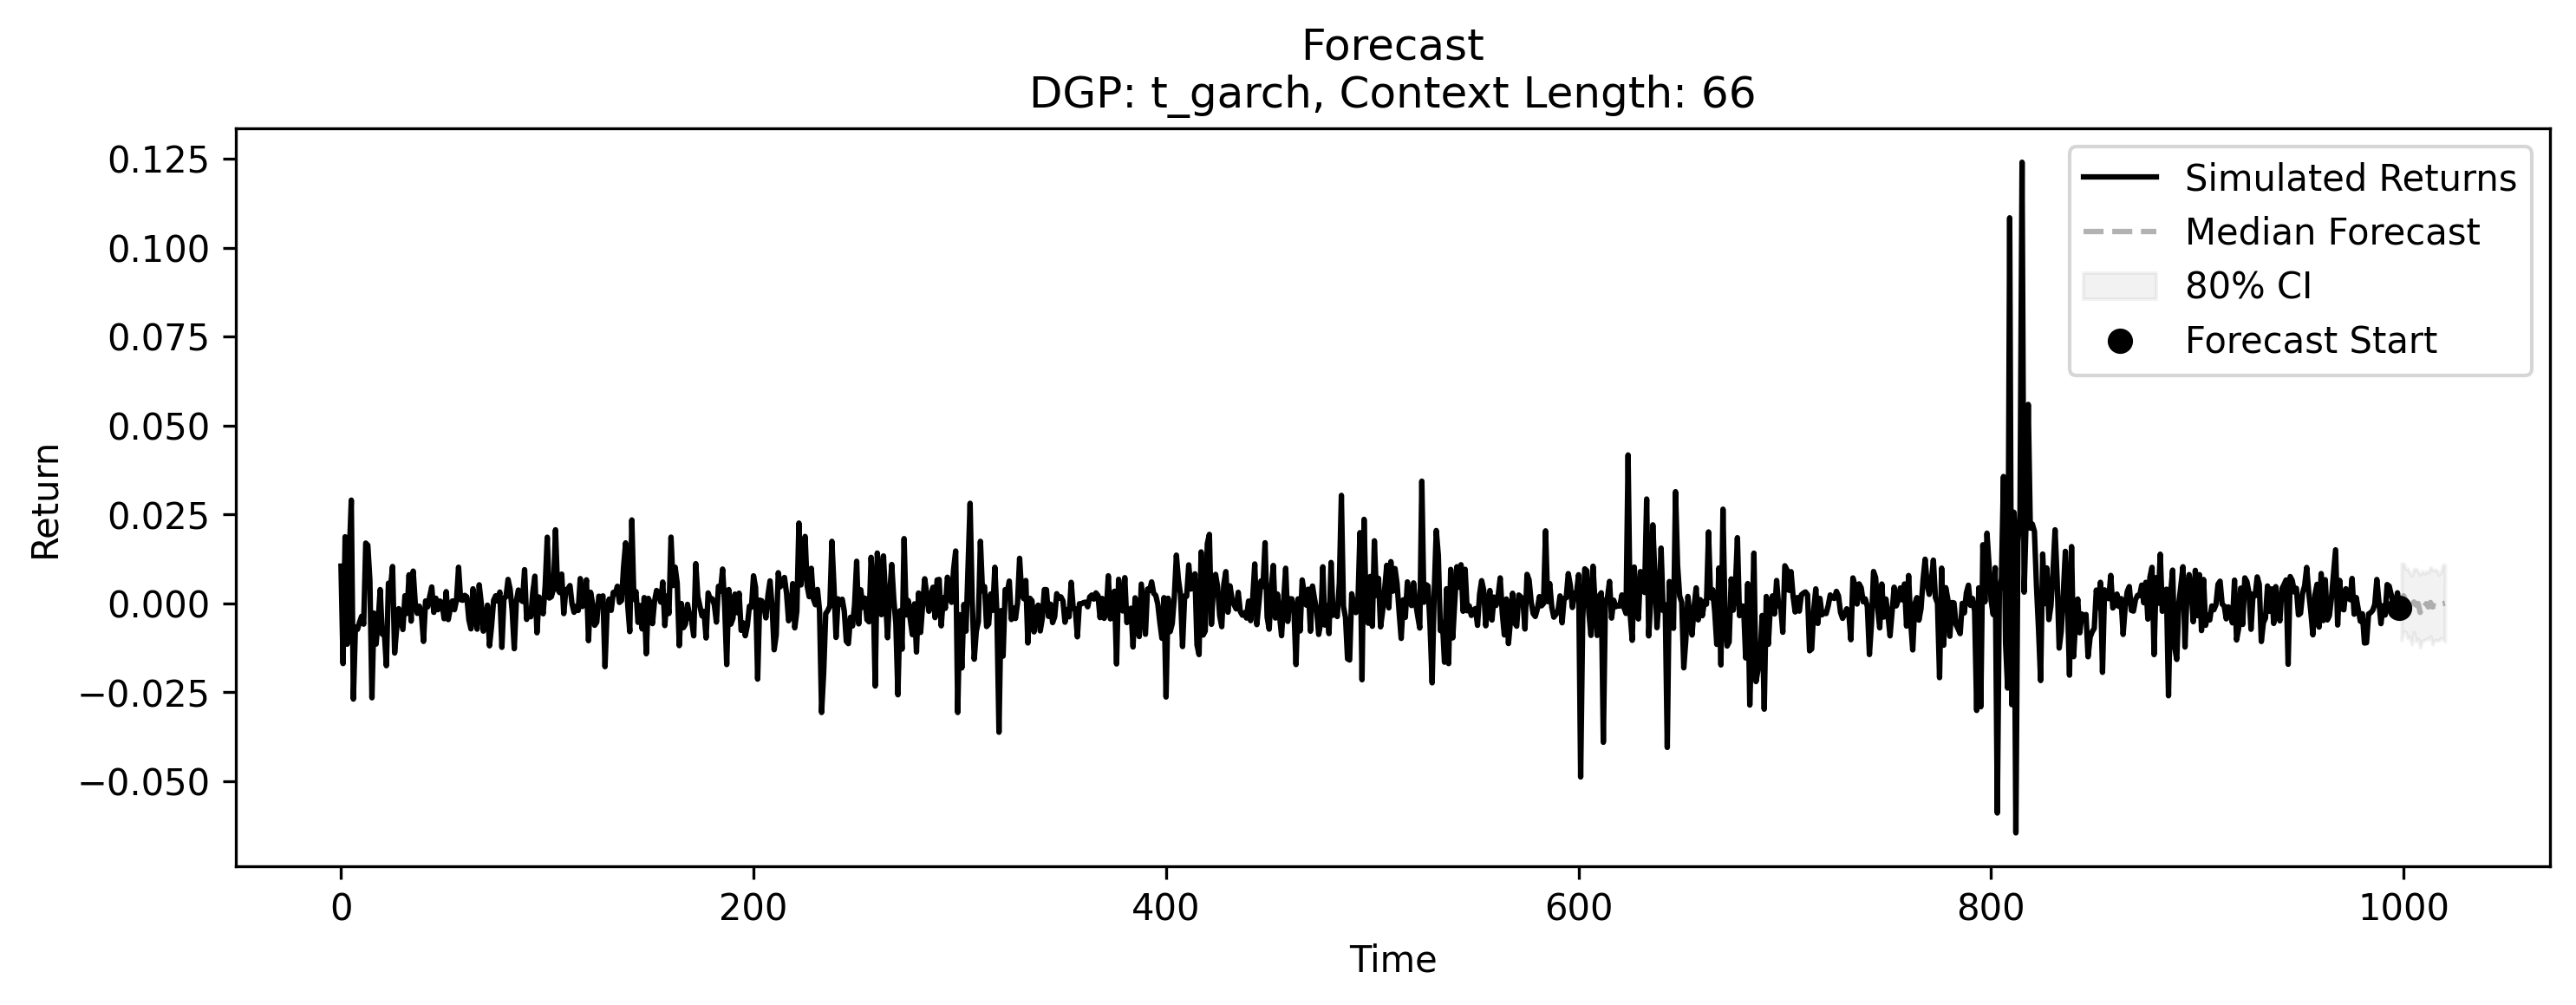 Forecast
DGP: t_garch, Context Length: 66
Simulated Returns
Median Forecast
80% CI
Forecast Start
Return
0.125
0.100
0.075
0.050
0.025
0.000
−0.025
−0.050
0 200 400 600 800 1000
Time